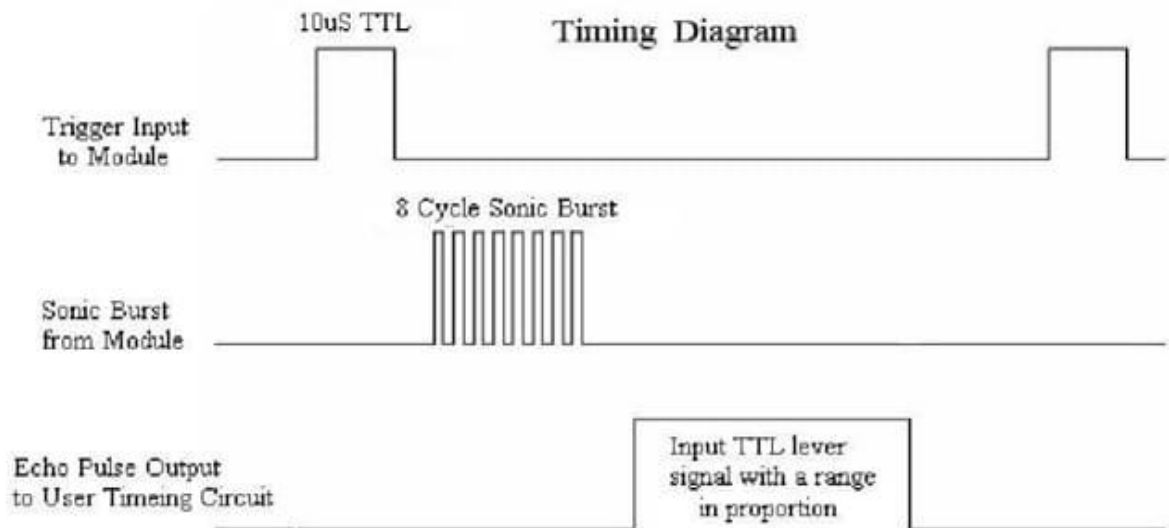 10uS TTL
Timing Diagram
Trigger Input
to Module
8 Cycle Sonic Burst
Sonic Burst
from Module
Echo Pulse Output
to User Timeing Circuit
Input TTL lever
signal with a range
in proportion